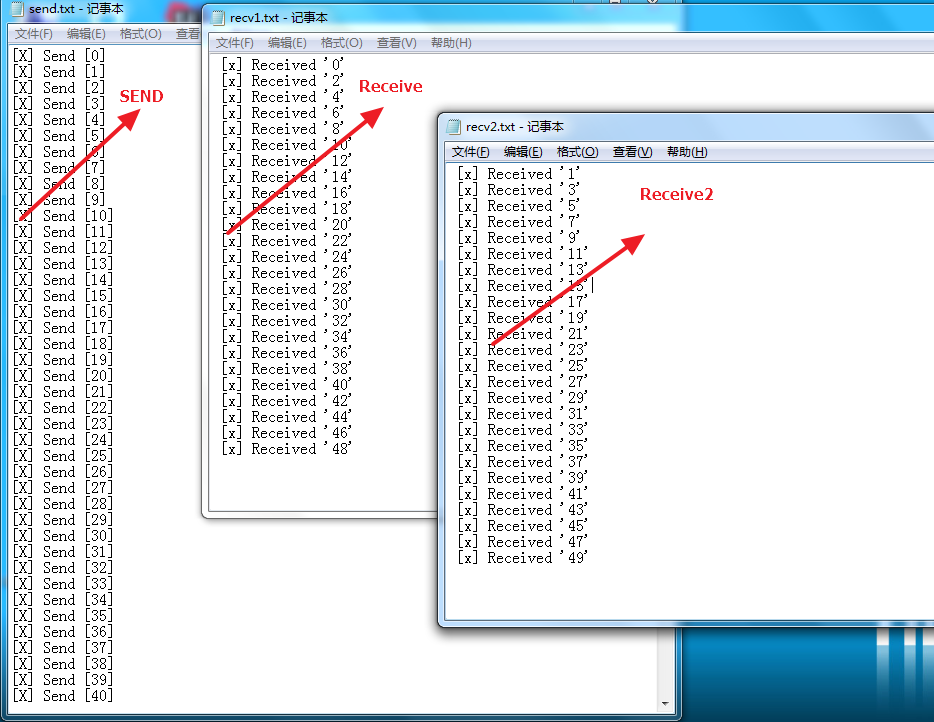 send.txt - 记事本
文件(F) 编辑(E) 格式(O) 查看
[X] Send [0]
[X] Send [1]
[X] Send [2]
[X] Send [3]
[X] Send [4]
[X] Send [5]
[X] Send [6]
[X] Send [7]
[X] Send [8]
[X] Send [9]
[X] Send [10]
[X] Send [11]
[X] Send [12]
[X] Send [13]
[X] Send [14]
[X] Send [15]
[X] Send [16]
[X] Send [17]
[X] Send [18]
[X] Send [19]
[X] Send [20]
[X] Send [21]
[X] Send [22]
[X] Send [23]
[X] Send [24]
[X] Send [25]
[X] Send [26]
[X] Send [27]
[X] Send [28]
[X] Send [29]
[X] Send [30]
[X] Send [31]
[X] Send [32]
[X] Send [33]
[X] Send [34]
[X] Send [35]
[X] Send [36]
[X] Send [37]
[X] Send [38]
[X] Send [39]
[X] Send [40]
SEND
recv1.txt - 记事本
文件(F) 编辑(E) 格式(O) 查看(V) 帮助(H)
[x] Received '0'
[x] Received '2'
[x] Received '4'
[x] Received '6'
[x] Received '8'
[x] Received '10'
[x] Received '12'
[x] Received '14'
[x] Received '16'
[x] Received '18'
[x] Received '20'
[x] Received '22'
[x] Received '24'
[x] Received '26'
[x] Received '28'
[x] Received '30'
[x] Received '32'
[x] Received '34'
[x] Received '36'
[x] Received '38'
[x] Received '40'
[x] Received '42'
[x] Received '44'
[x] Received '46'
[x] Received '48'
Receive
recv2.txt - 记事本
文件(F) 编辑(E) 格式(O) 查看(V) 帮助(H)
[x] Received '1'
[x] Received '3'
[x] Received '5'
[x] Received '7'
[x] Received '9'
[x] Received '11'
[x] Received '13'
[x] Received '15'
[x] Received '17'
[x] Received '19'
[x] Received '21'
[x] Received '23'
[x] Received '25'
[x] Received '27'
[x] Received '29'
[x] Received '31'
[x] Received '33'
[x] Received '35'
[x] Received '37'
[x] Received '39'
[x] Received '41'
[x] Received '43'
[x] Received '45'
[x] Received '47'
[x] Received '49'
Receive2